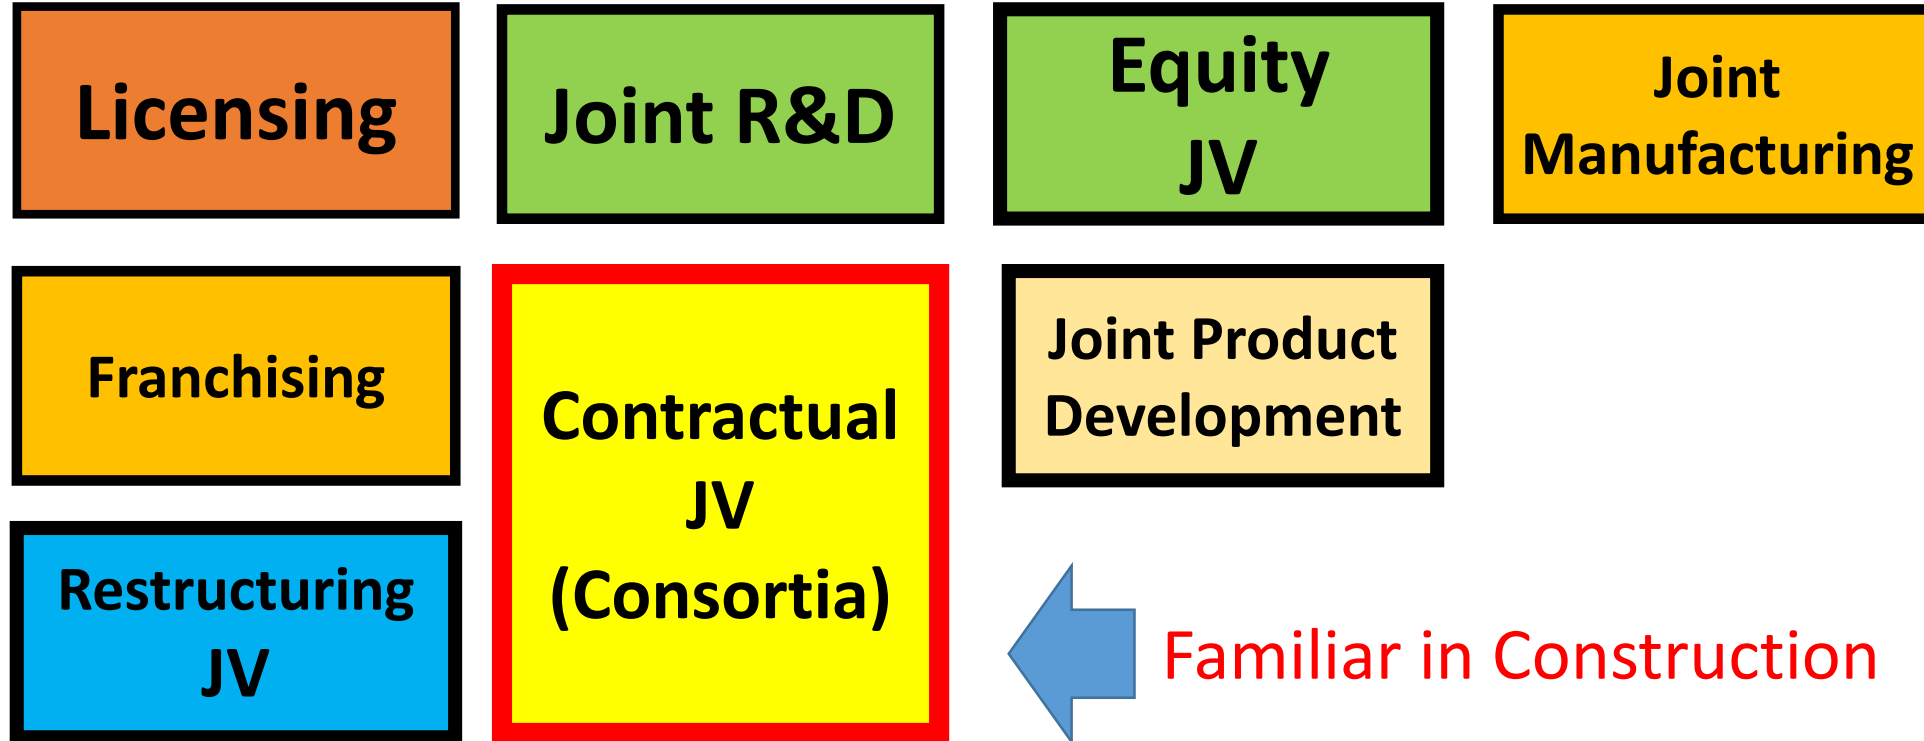 Licensing
Joint R&D
Equity
JV
Joint
Manufacturing
Franchising
Contractual
JV
(Consortia)
Joint Product
Development
Restructuring
JV
Familiar in Construction